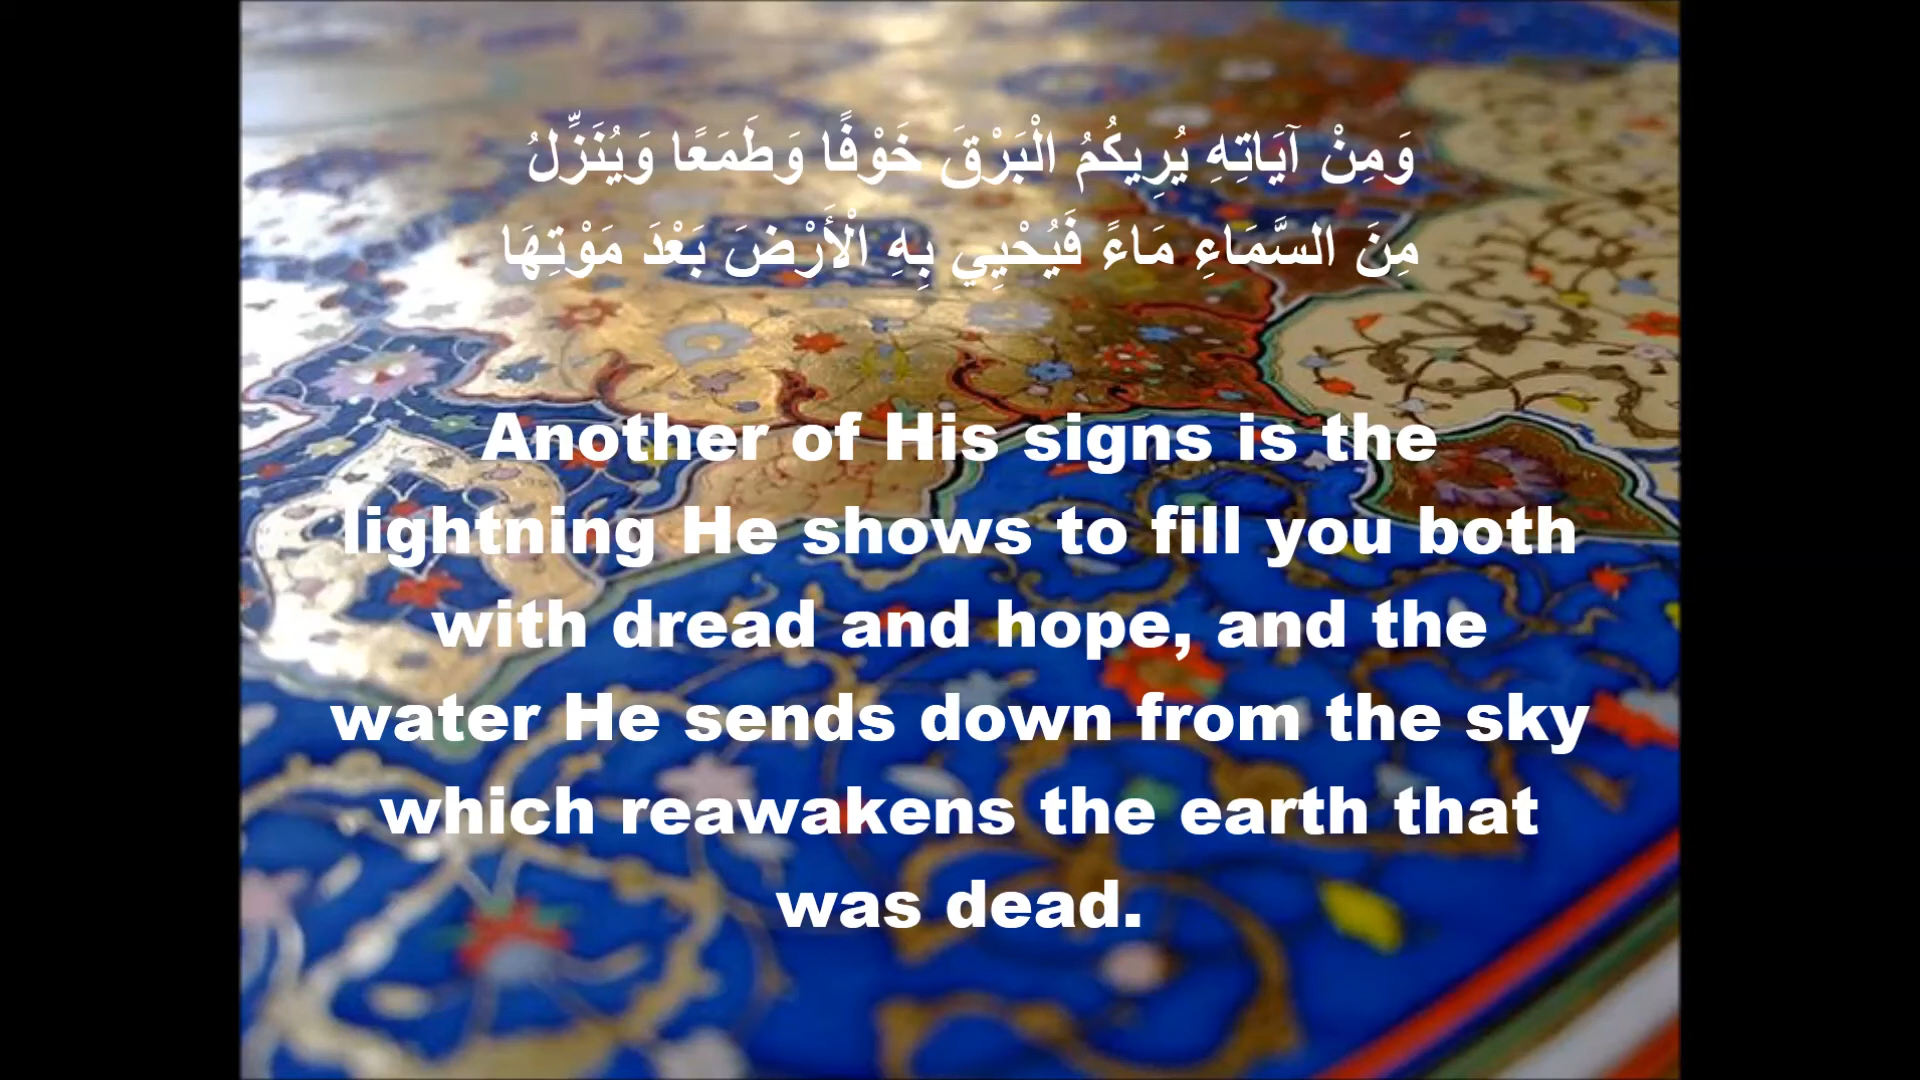 وَمِنْ آيَاتِهِ يُرِيكُمُ الْبَرْقَ خَوْفًا وَطَمَعًا وَيُنَزِّلُ
مِنَ السَّمَاءِ مَاءً فَيُحْيِي بِهِ الْأَرْضَ بَعْدَ مَوْتِهَا
Another of His signs is the
lightning He shows to fill you both
with dread and hope, and the
water He sends down from the sky
which reawakens the earth that
was dead.